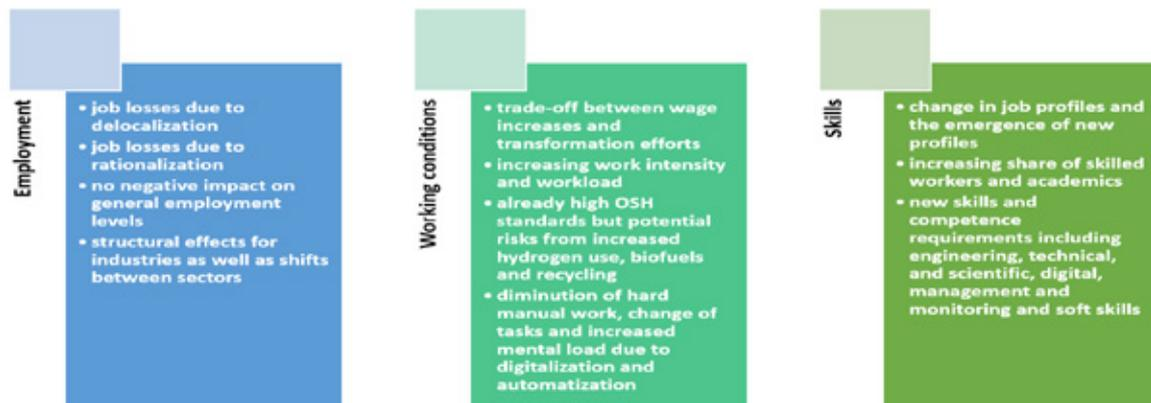 Employment
• job losses due to
delocalization
• job losses due to
rationalization
• no negative impact on
general employment
levels
• structural effects for
industries as well as shifts
between sectors
Working conditions
• trade-off between wage
increases and
transformation efforts
• increasing work intensity
and workload
• already high OSH
standards but potential
risks from increased
hydrogen use, biofuels
and recycling
• diminution of hard
manual work, change of
tasks and increased
mental load due to
digitalization and
automatization
Skills
• change in job profiles and
the emergence of new
profiles
• increasing share of skilled
workers and academics
• new skills and
competence
requirements including
engineering, technical,
and scientific, digital,
management and
monitoring and soft skills